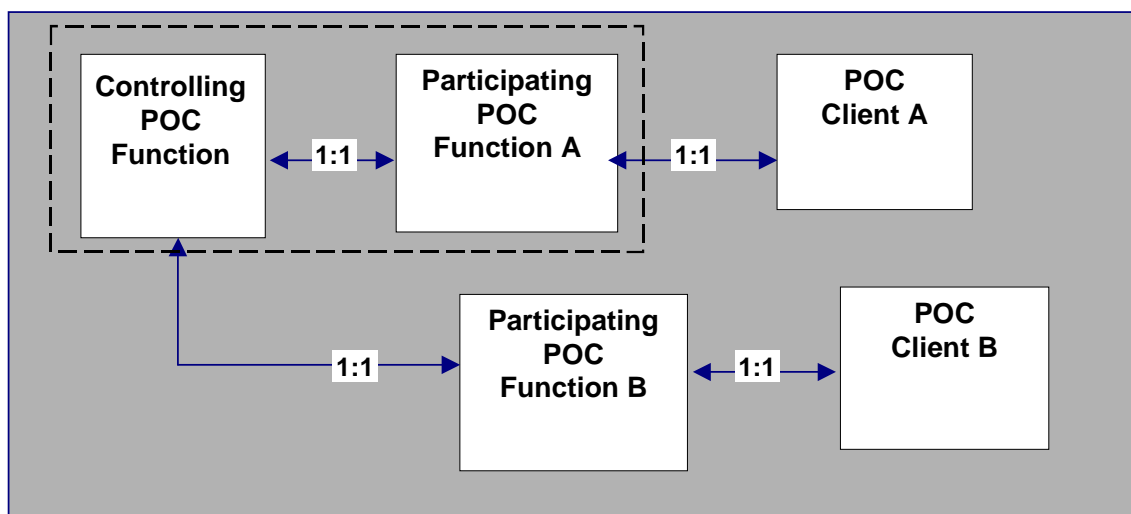 Controlling
POC
Function
1:1
Participating
POC
Function A
1:1
POC
Client A
1:1
Participating
POC
Function B
1:1
POC
Client B